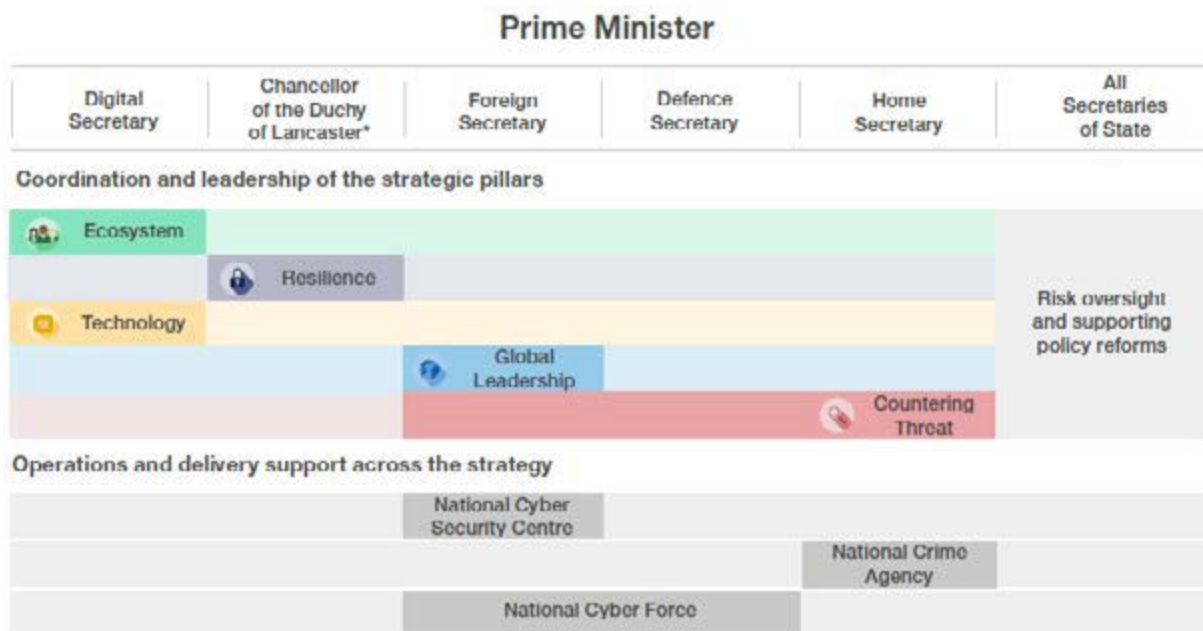 Prime Minister
Digital
Secretary
Chancellor
of the Duchy
of Lancaster*
Foreign
Secretary
Defence
Secretary
Home
Secretary
All
Secretaries
of State
Coordination and leadership of the strategic pillars
Ecosystem
Resilience
Technology
Global
Leadership
Countering
Threat
Risk oversight
and supporting
policy reforms
Operations and delivery support across the strategy
National Cyber
Security Centre
National Crime
Agency
National Cyber Force